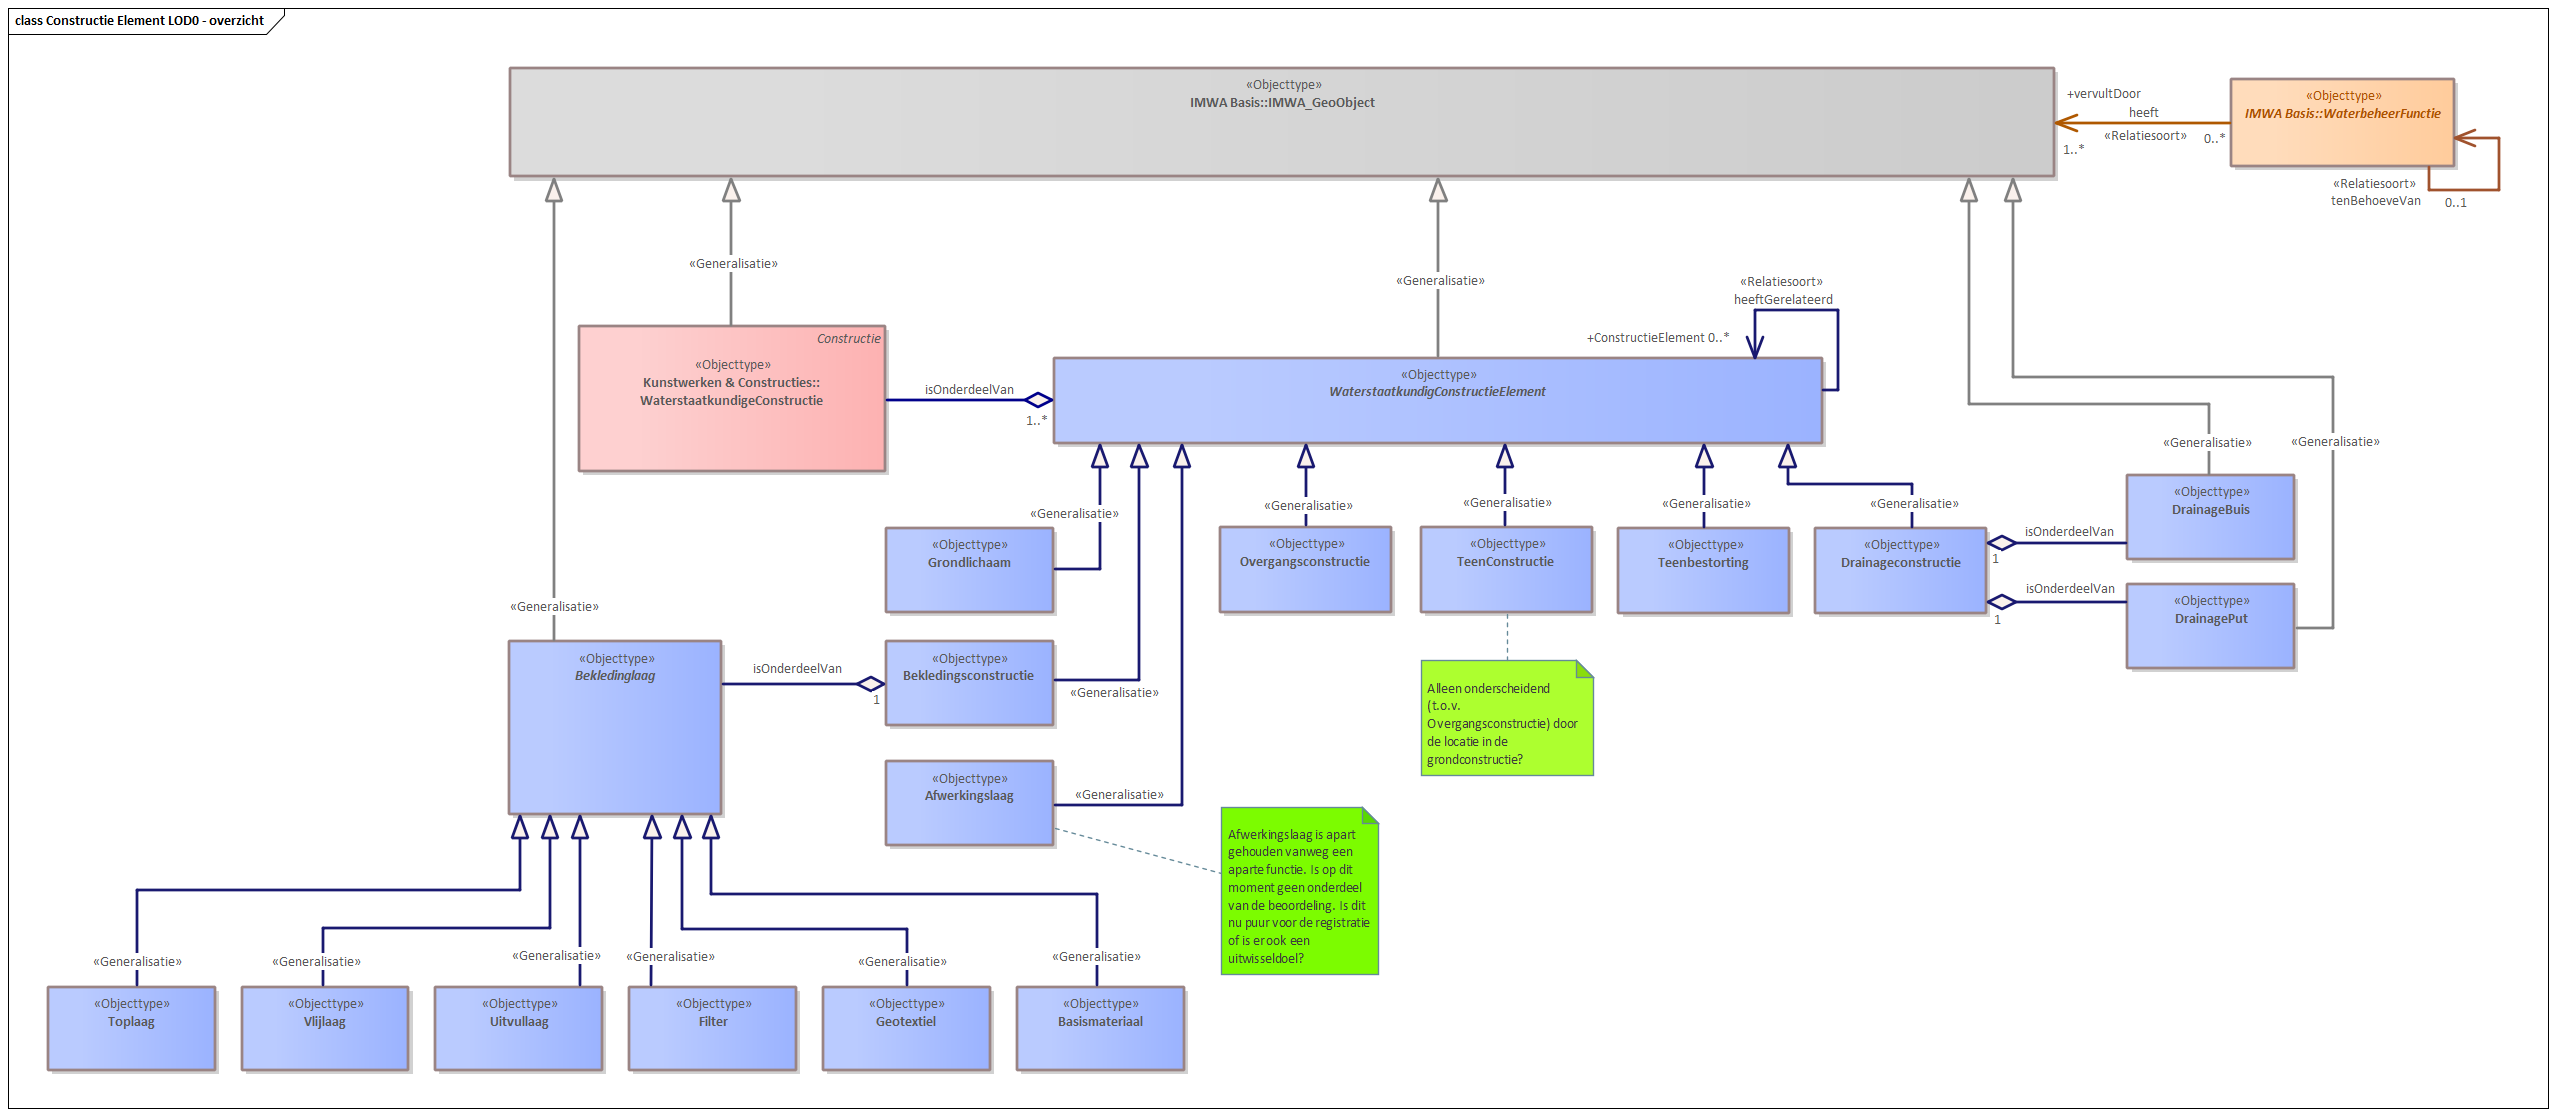 class Constructie Element LOD0 - overzicht
«Objecttype»
IMWA Basis::IMWA_GeoObject
+vervultDoor
heeft
«Relatiesoort»
0..*
1..*
«Objecttype»
IMWA Basis::WaterbeheerFunctie
«Relatiesoort»
tenBehoeveVan
0..1
«Generalisatie»
«Generalisatie»
«Relatiesoort»
heeftGerelateerd
+ConstructieElement 0..*
Constructie
«Objecttype»
Kunstwerken & Constructies::
WaterstaatkundigeConstructie
isOnderdeelVan
1..*
«Objecttype»
WaterstaatkundigConstructieElement
«Generalisatie»
«Generalisatie»
«Generalisatie»
«Generalisatie»
«Generalisatie»
«Generalisatie»
«Generalisatie»
«Objecttype»
DrainageBuis
«Objecttype»
Grondlichaam
«Objecttype»
Overgangsconstructie
«Objecttype»
TeenConstructie
«Objecttype»
Teenbestorting
«Objecttype»
Drainageconstructie
isOnderdeelVan
1
isOnderdeelVan
1
«Objecttype»
DrainagePut
«Generalisatie»
«Objecttype»
Bekledinglaag
isOnderdeelVan
1
«Objecttype»
Bekledingsconstructie
«Generalisatie»
Alleen onderscheidend
(t.o.v.
Overgangsconstructie) door
de locatie in de
grondconstructie?
«Objecttype»
Afwerkingslaag
«Generalisatie»
Afwerkingslaag is apart
gehouden vanweg een
aparte functie. Is op dit
moment geen onderdeel
van de beoordeling. Is dit
nu puur voor de registratie
of is er ook een
uitwisseldoel?
«Generalisatie»
«Generalisatie»
«Generalisatie»
«Generalisatie»
«Generalisatie»
«Generalisatie»
«Objecttype»
Toplaag
«Objecttype»
Vlijlaag
«Objecttype»
Uitvullaag
«Objecttype»
Filter
«Objecttype»
Geotextiel
«Objecttype»
Basismateriaal